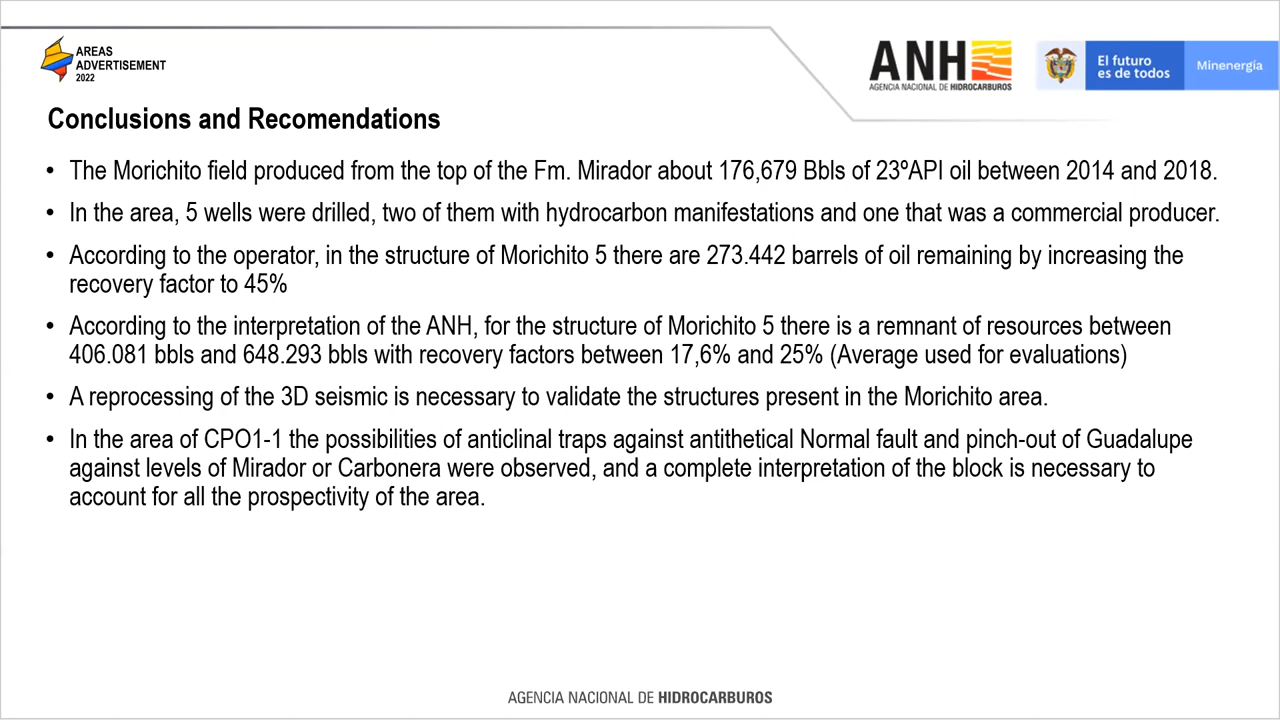 AREAS
ADVERTISEMENT
2022
ANH
AGENCIA NACIONAL DE HIDROCARBUROS
El futuro
es de todos
Minenergía
Conclusions and Recomendations
• The Morichito field produced from the top of the Fm. Mirador about 176,679 Bbls of 23ºAPI oil between 2014 and 2018.
• In the area, 5 wells were drilled, two of them with hydrocarbon manifestations and one that was a commercial producer.
• According to the operator, in the structure of Morichito 5 there are 273.442 barrels of oil remaining by increasing the
recovery factor to 45%
• According to the interpretation of the ANH, for the structure of Morichito 5 there is a remnant of resources between
406.081 bbls and 648.293 bbls with recovery factors between 17,6% and 25% (Average used for evaluations)
• A reprocessing of the 3D seismic is necessary to validate the structures present in the Morichito area.
• In the area of CPO1-1 the possibilities of anticlinal traps against antithetical Normal fault and pinch-out of Guadalupe
against levels of Mirador or Carbonera were observed, and a complete interpretation of the block is necessary to
account for all the prospectivity of the area.
AGENCIA NACIONAL DE HIDROCARBUROS